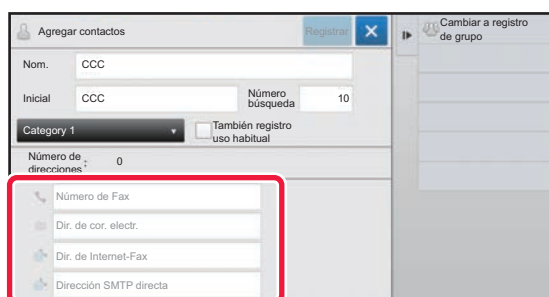 Agregar contactos
Registrar
Cambiar a registro
de grupo
Nom.
CCC
Inicial
CCC
Número
búsqueda
10
Category 1
También registro
uso habitual
Número de
direcciones :
0
Número de Fax
Dir. de cor. electr.
Dir. de Internet-Fax
Dirección SMTP directa